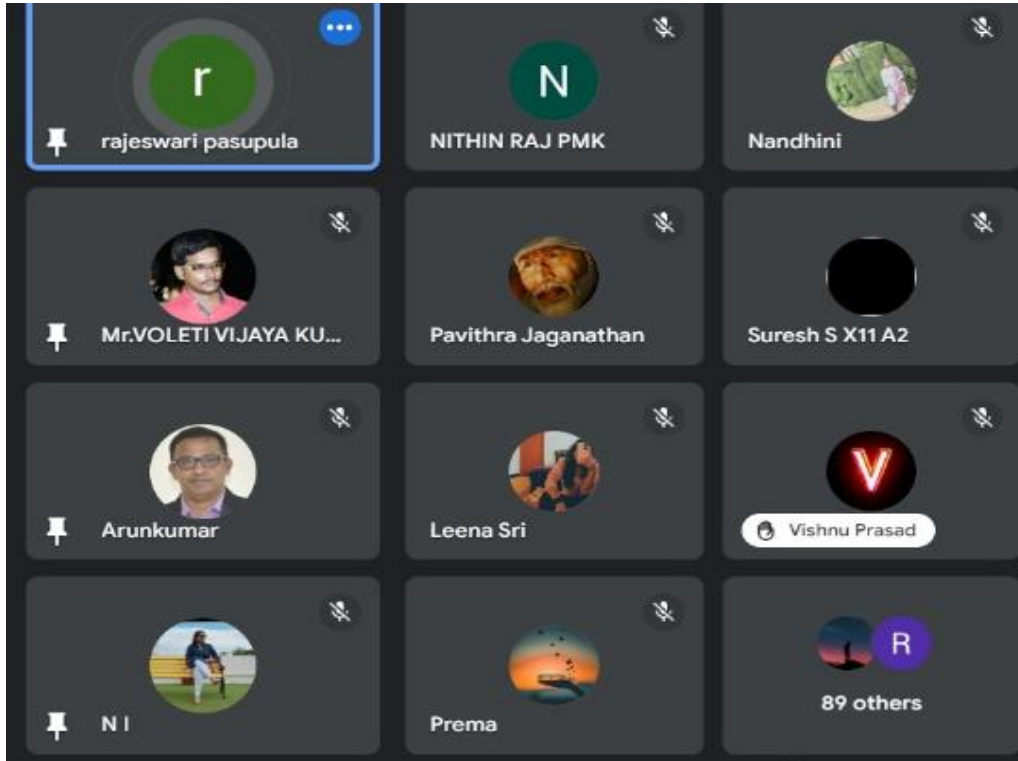 r
rajeswari pasupula
N
NITHIN RAJ PMK
Nandhini
Mr.VOLETI VIJAYA KU...
Pavithra Jaganathan
Suresh S X11 A2
Arunkumar
Leena Sri
V
Vishnu Prasad
N I
Prema
R
89 others